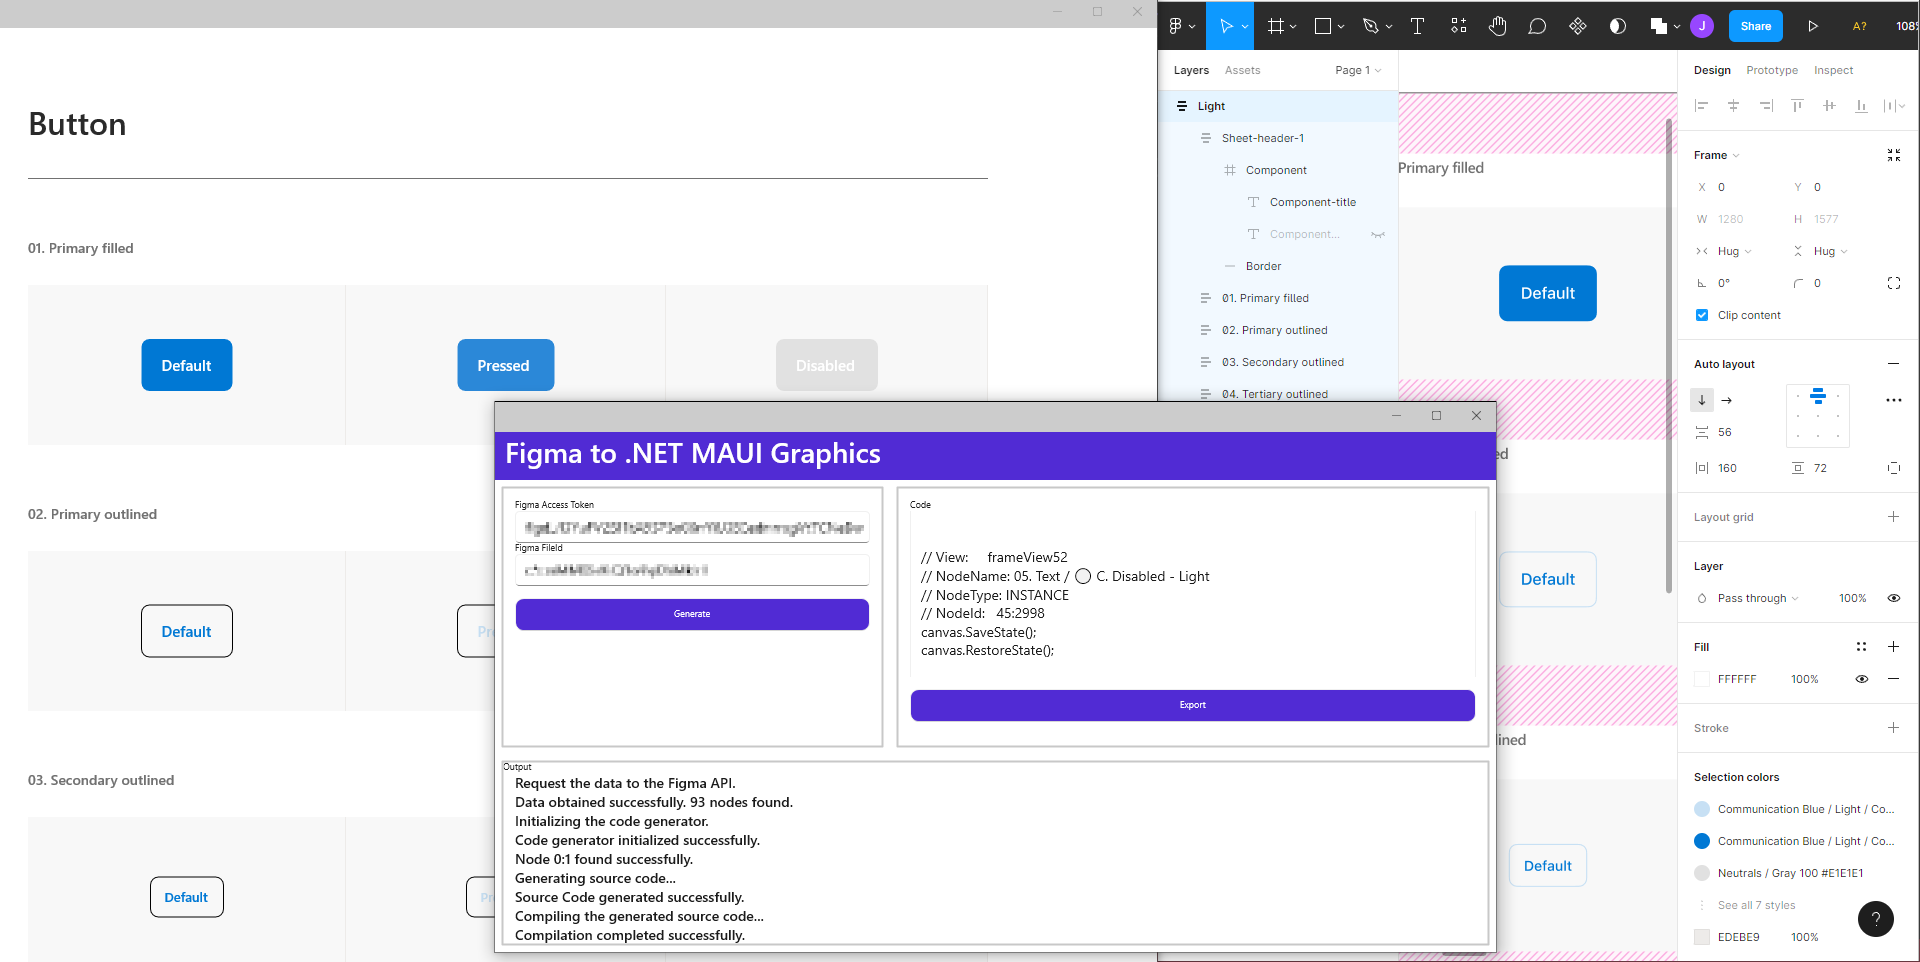 Button
01. Primary filled
Default
Pressed
Disabled
02. Primary outlined
Default
03. Secondary outlined
Default
J
Share
A?
Layers
Assets
Page 1
Light
Sheet-header-1
Component
Component-title
Component...
Border
01. Primary filled
02. Primary outlined
03. Secondary outlined
04. Tertiary outlined
Primary filled
Default
Default
Default
Design
Prototype
Inspect
Frame
X 0
Y 0
W 1280
H 1577
Hug
Hug
0°
0
Clip content
Auto layout
56
160
72
Layout grid
Layer
Pass through
100%
Fill
FFFFFF
100%
Stroke
Selection colors
Communication Blue / Light / Co...
Communication Blue / Light / Co...
Neutrals / Gray 100 #E1E1E1
See all 7 styles
EDEBE9
100%
?
Figma to .NET MAUI Graphics
Figma Access Token
Figma FileId
Generate
Code
// View: frameView52
// NodeName: 05. Text / ◯ C. Disabled - Light
// NodeType: INSTANCE
// NodeId: 45:2998
canvas.SaveState();
canvas.RestoreState();
Export
Output
Request the data to the Figma API.
Data obtained successfully. 93 nodes found.
Initializing the code generator.
Code generator initialized successfully.
Node 0:1 found successfully.
Generating source code...
Source Code generated successfully.
Compiling the generated source code...
Compilation completed successfully.